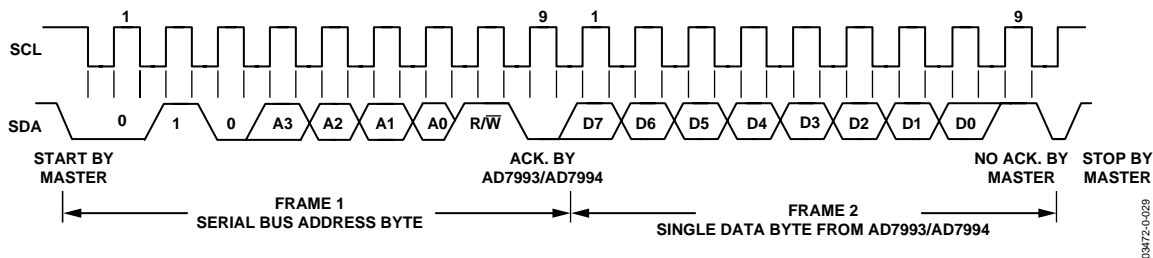 1 9 1 9
SCL
SDA 0 1 0 A3 A2 A1 A0 R/W̅ D7 D6 D5 D4 D3 D2 D1 D0
START BY
MASTER
ACK. BY
AD7993/AD7994
NO ACK. BY
MASTER
STOP BY
MASTER
FRAME 1
SERIAL BUS ADDRESS BYTE
FRAME 2
SINGLE DATA BYTE FROM AD7993/AD7994
03472-0-029